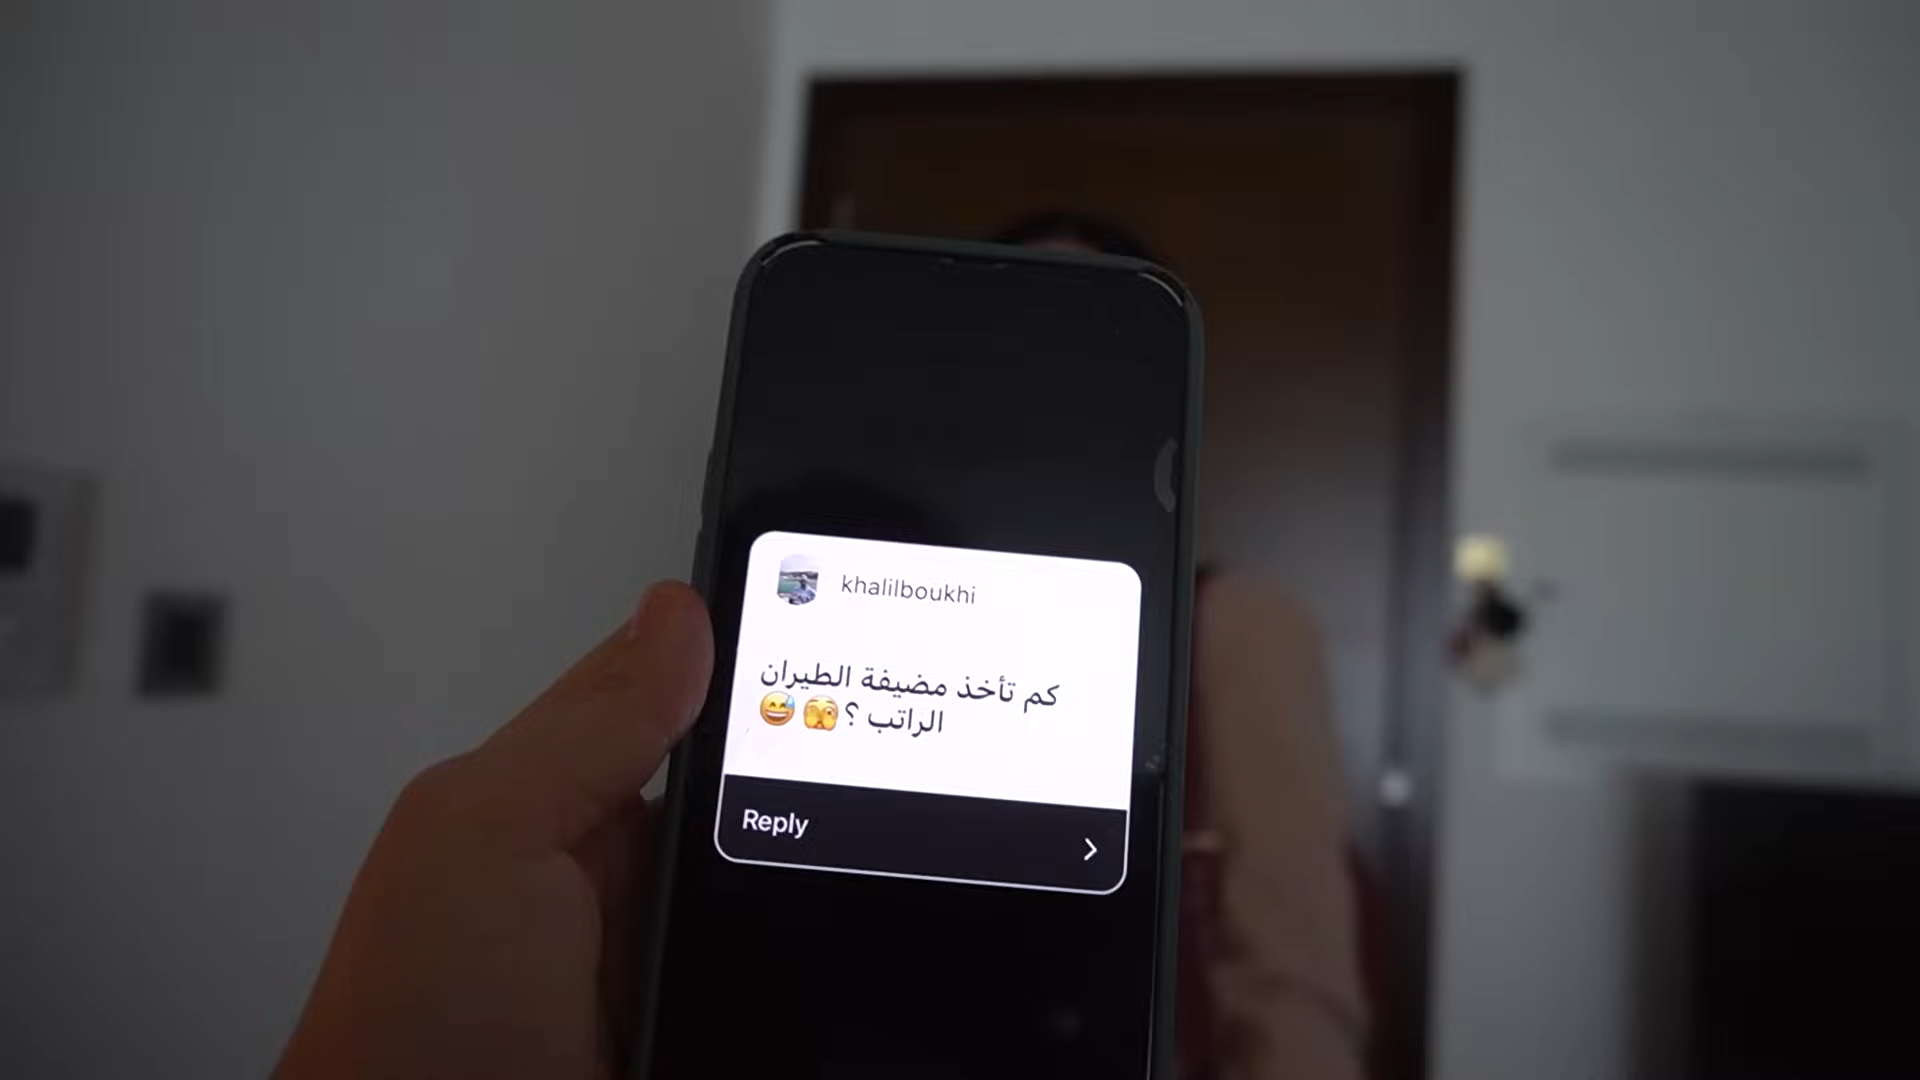 khalilboukhi
كم تأخذ مضيفة الطيران
الراتب ؟ 🫣 😅
Reply